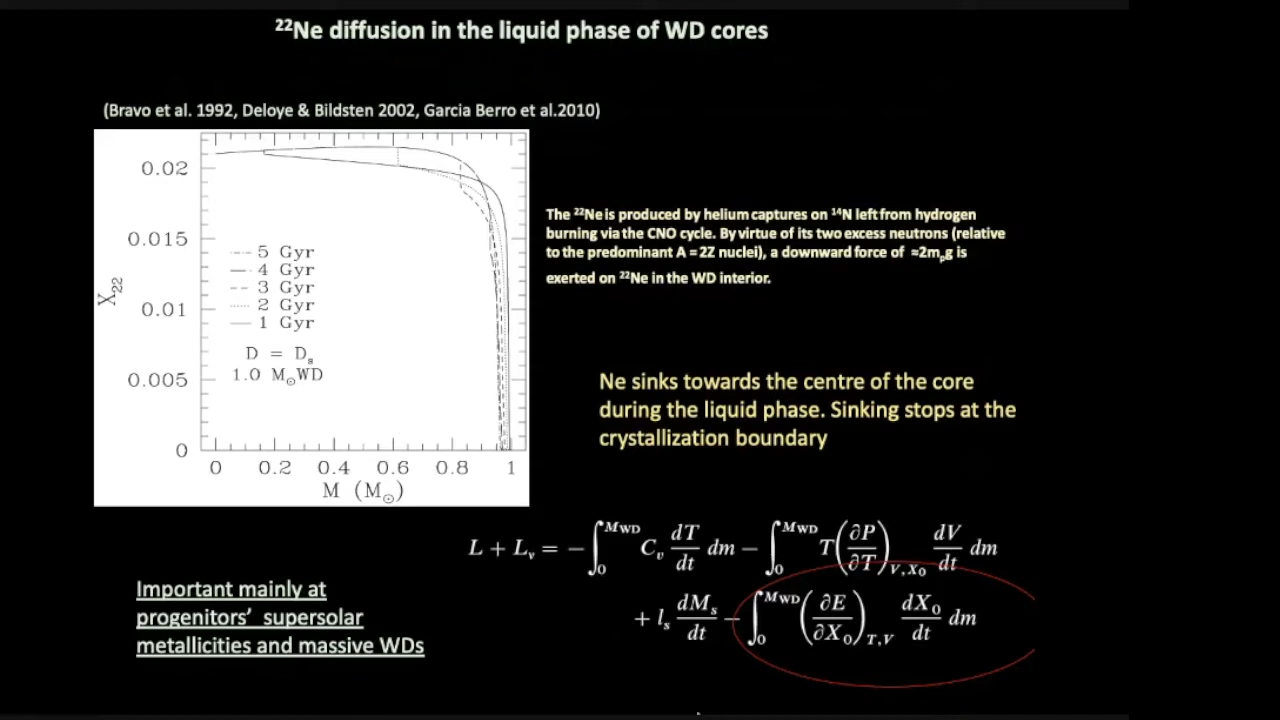 ²²Ne diffusion in the liquid phase of WD cores
(Bravo et al. 1992, Deloye & Bildsten 2002, Garcia Berro et al.2010)
0.02
0.015
0.01
0.005
0
X₂₂
5 Gyr
4 Gyr
3 Gyr
2 Gyr
1 Gyr
D = Dₛ
1.0 M⊙WD
0 0.2 0.4 0.6 0.8 1
M (M⊙)
The ²²Ne is produced by helium captures on ¹⁴N left from hydrogen
burning via the CNO cycle. By virtue of its two excess neutrons (relative
to the predominant A = 2Z nuclei), a downward force of ≈2mₚg is
exerted on ²²Ne in the WD interior.
Ne sinks towards the centre of the core
during the liquid phase. Sinking stops at the
crystallization boundary
L + Lᵥ = − ∫₀^MWD Cᵥ dT/dt dm − ∫₀^MWD T(∂P/∂T)V,X₀ dV/dt dm
+ lₛ dMₛ/dt − ∫₀^MWD (∂E/∂X₀)T,V dX₀/dt dm
Important mainly at
progenitors’ supersolar
metallicities and massive WDs